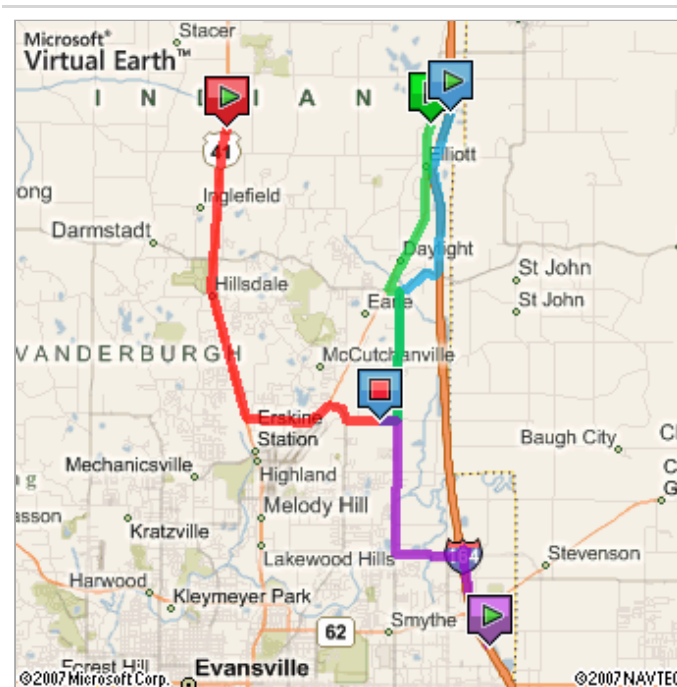 Stacer
Microsoft®
Virtual Earth™
I N D I A N A
41
Elliott
ong
Inglefield
Darmstadt
Daylight
St John
Hillsdale
Earle
St John
VANDERBURGH
McCutchanville
Erskine
Station
Baugh City
Mechanicsville
Highland
Melody Hill
asson
Kratzville
Lakewood Hills
Stevenson
Harwood
Kleymeyer Park
Smythe
62
Forest Hill
Evansville
©2007 Microsoft Corp.
©2007 NAVTEQ